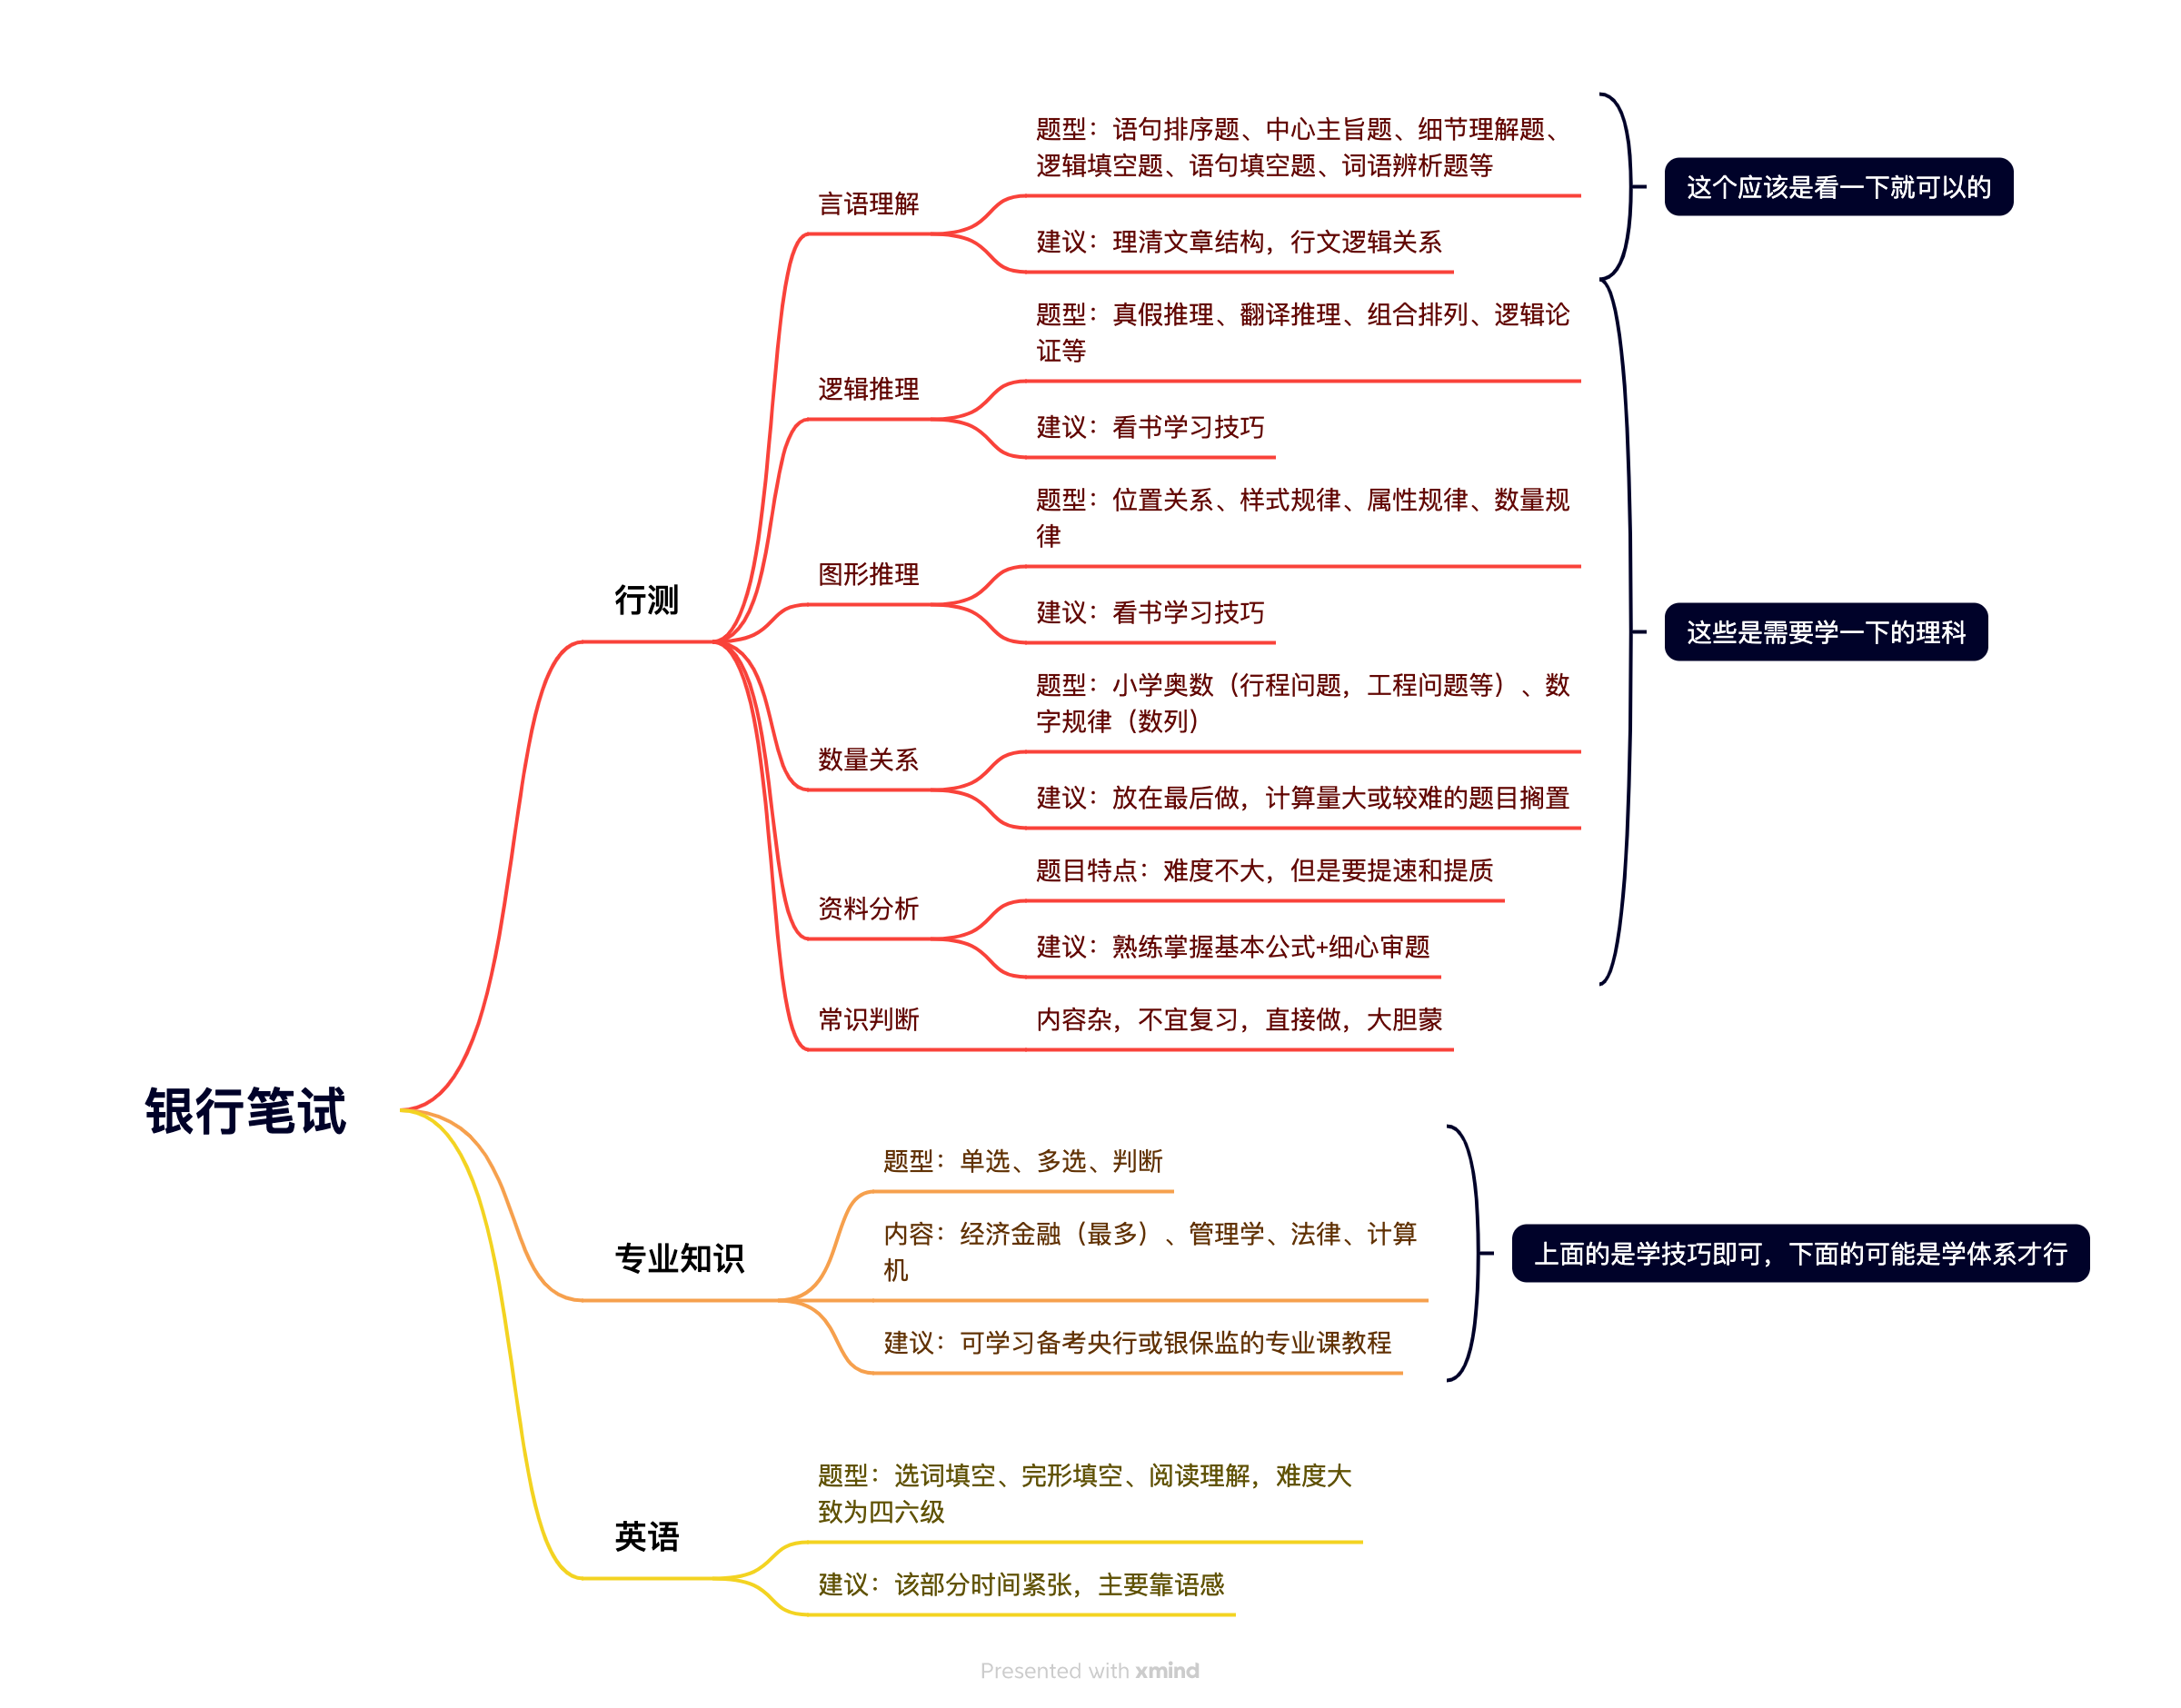 题型：语句排序题、中心主旨题、细节理解题、
逻辑填空题、语句填空题、词语辨析题等
言语理解
建议：理清文章结构，行文逻辑关系
这个应该是看一下就可以的
题型：真假推理、翻译推理、组合排列、逻辑论
证等
逻辑推理
建议：看书学习技巧
题型：位置关系、样式规律、属性规律、数量规
律
图形推理
建议：看书学习技巧
行测
这些是需要学一下的理科
题型：小学奥数（行程问题，工程问题等）、数
字规律（数列）
数量关系
建议：放在最后做，计算量大或较难的题目搁置
题目特点：难度不大，但是要提速和提质
资料分析
建议：熟练掌握基本公式+细心审题
常识判断
内容杂，不宜复习，直接做，大胆蒙
银行笔试
题型：单选、多选、判断
内容：经济金融（最多）、管理学、法律、计算
机
专业知识
建议：可学习备考央行或银保监的专业课教程
上面的是学技巧即可，下面的可能是学体系才行
题型：选词填空、完形填空、阅读理解，难度大
致为四六级
英语
建议：该部分时间紧张，主要靠语感
Presented with xmind